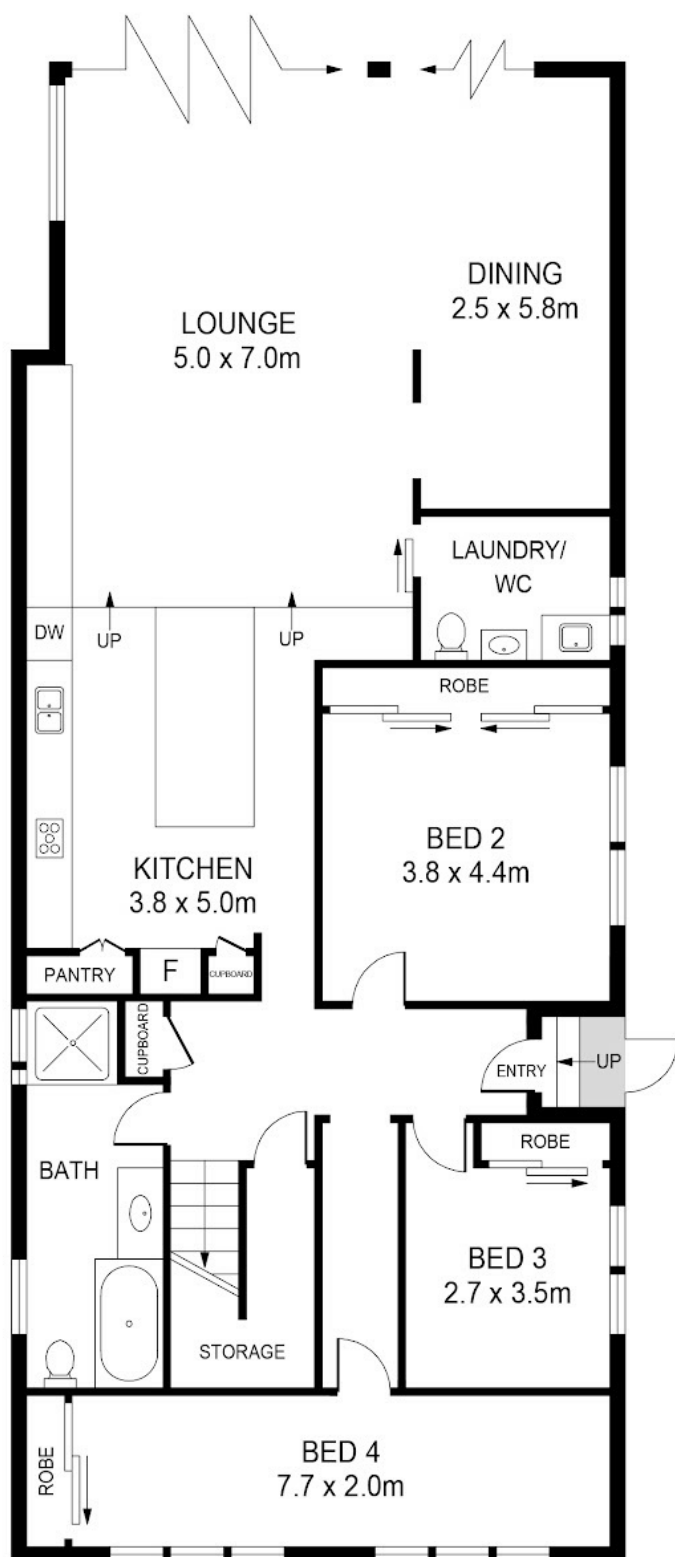 DINING
2.5 x 5.8m
LOUNGE
5.0 x 7.0m
LAUNDRY/
WC
DW
UP
UP
ROBE
BED 2
3.8 x 4.4m
KITCHEN
3.8 x 5.0m
PANTRY
F
CUPBOARD
CUPBOARD
ENTRY
UP
BATH
ROBE
BED 3
2.7 x 3.5m
STORAGE
ROBE
BED 4
7.7 x 2.0m